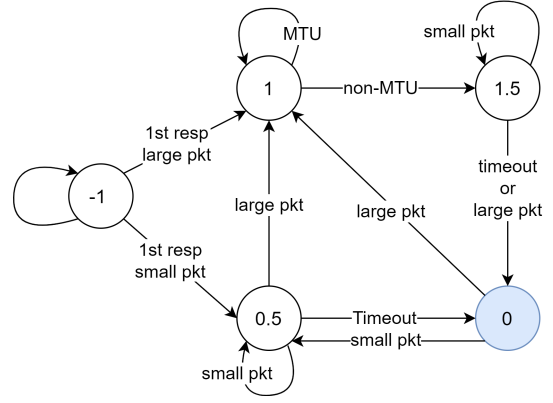 MTU
small pkt
1
non-MTU
1.5
1st resp
large pkt
timeout
or
large pkt
-1
large pkt
large pkt
1st resp
small pkt
0.5
Timeout
0
small pkt
small pkt